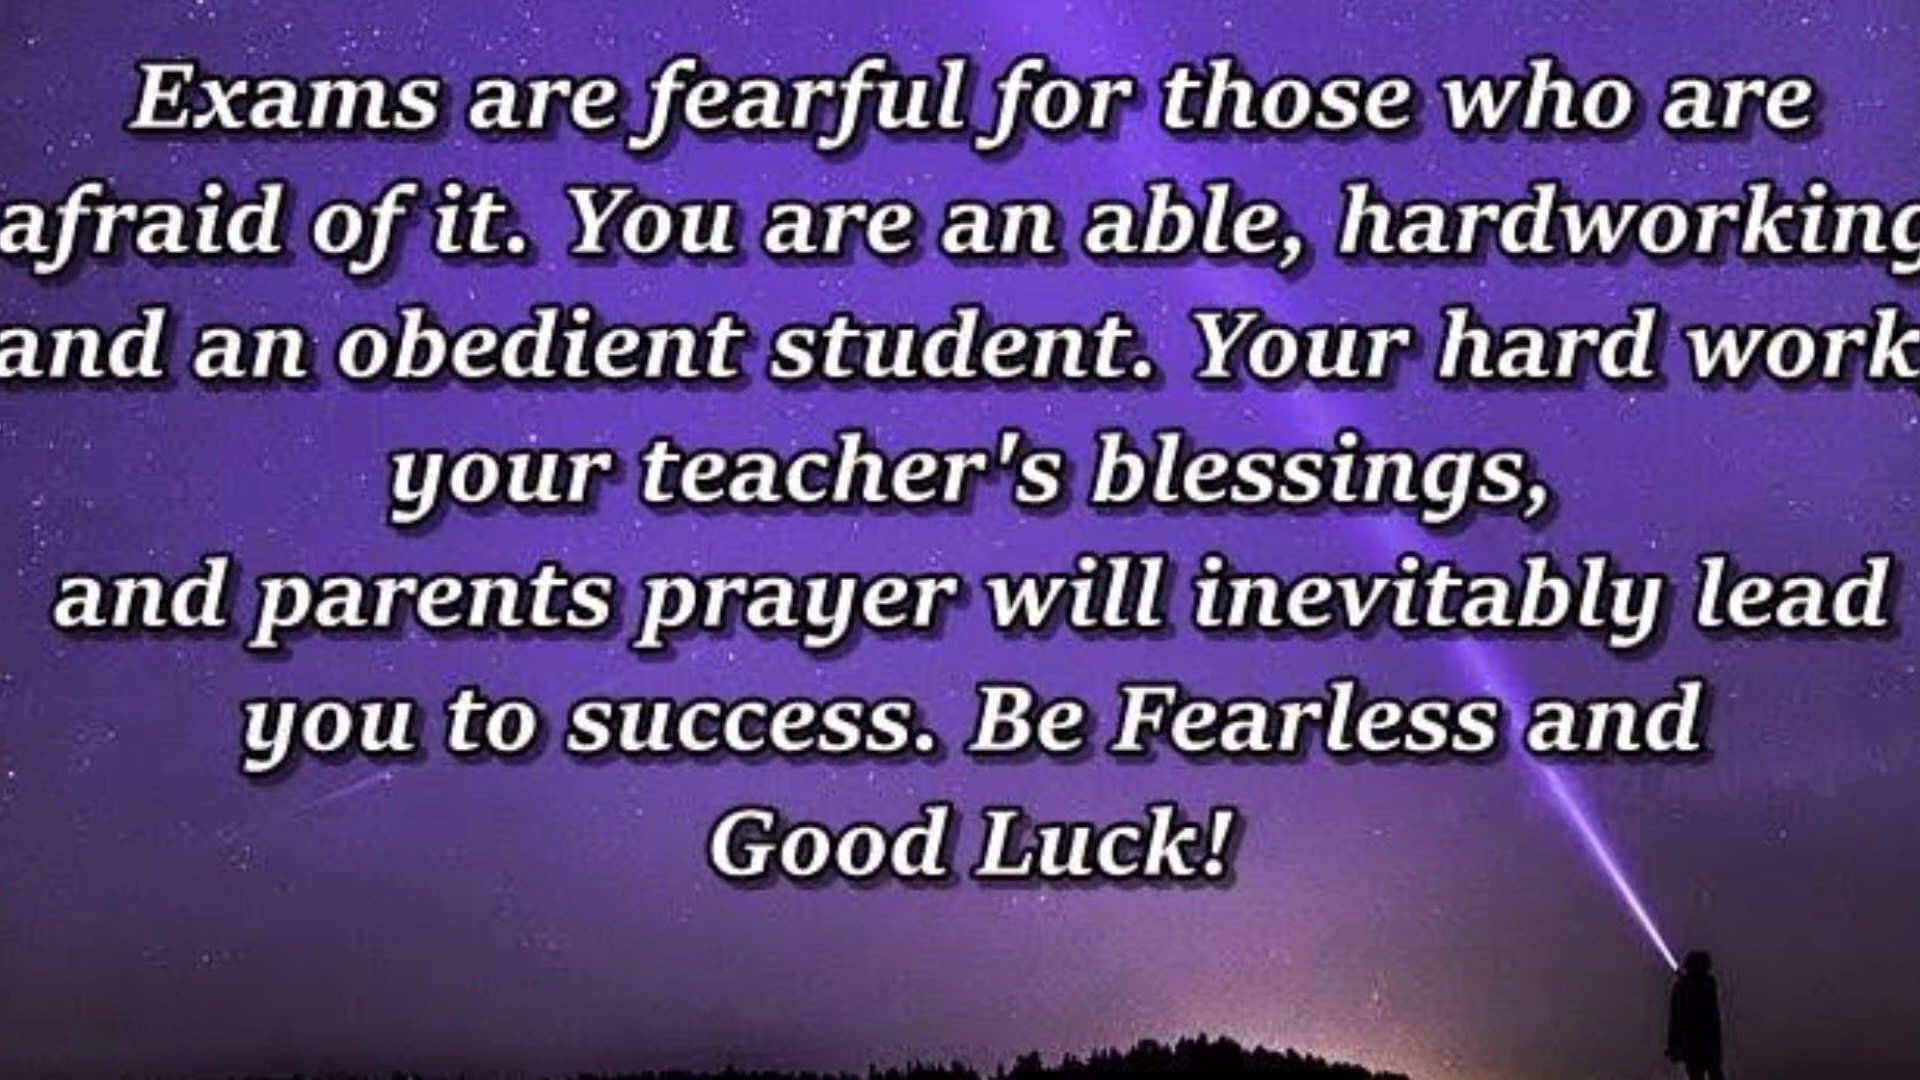 Exams are fearful for those who are
afraid of it. You are an able, hardworking
and an obedient student. Your hard work,
your teacher's blessings,
and parents prayer will inevitably lead
you to success. Be Fearless and
Good Luck!